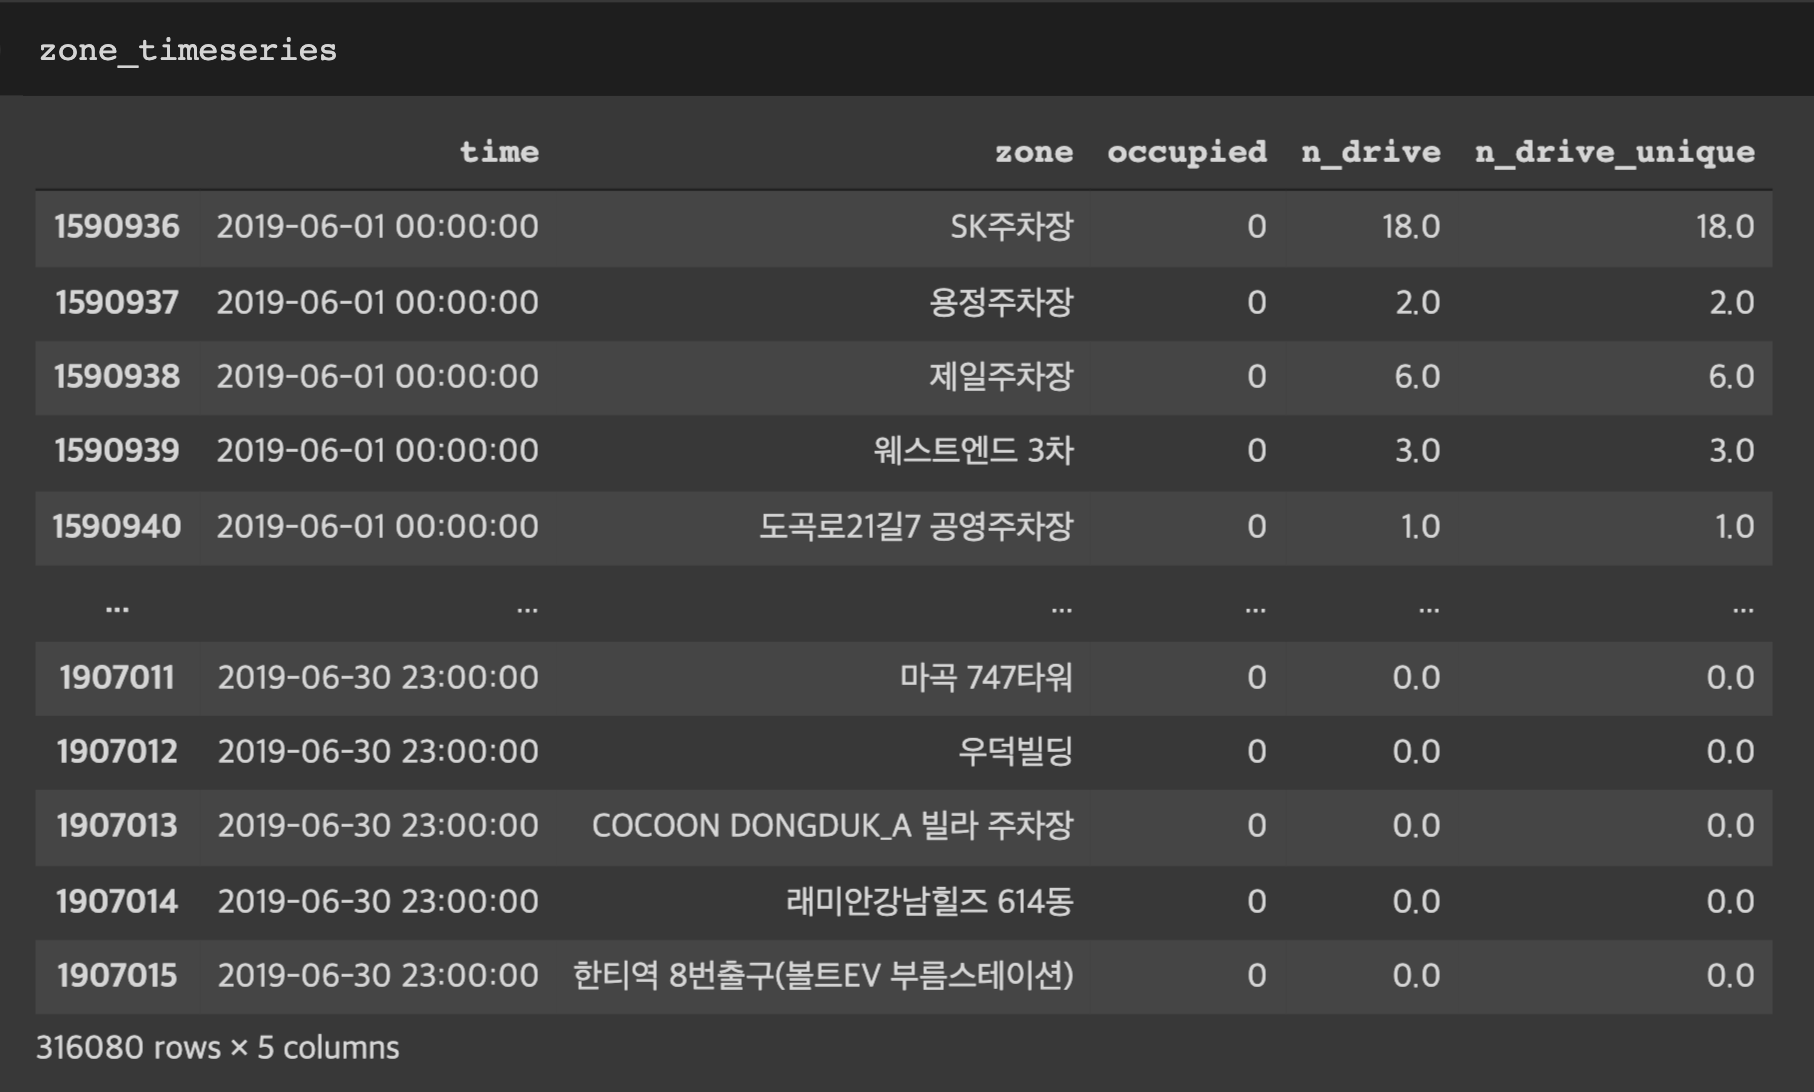 zone_timeseries
time zone occupied n_drive n_drive_unique
1590936 2019-06-01 00:00:00 SK주차장 0 18.0 18.0
1590937 2019-06-01 00:00:00 용정주차장 0 2.0 2.0
1590938 2019-06-01 00:00:00 제일주차장 0 6.0 6.0
1590939 2019-06-01 00:00:00 웨스트엔드 3차 0 3.0 3.0
1590940 2019-06-01 00:00:00 도곡로21길7 공영주차장 0 1.0 1.0
... ... ... ... ... ...
1907011 2019-06-30 23:00:00 마곡 747타워 0 0.0 0.0
1907012 2019-06-30 23:00:00 우덕빌딩 0 0.0 0.0
1907013 2019-06-30 23:00:00 COCOON DONGDUK_A 빌라 주차장 0 0.0 0.0
1907014 2019-06-30 23:00:00 래미안강남힐즈 614동 0 0.0 0.0
1907015 2019-06-30 23:00:00 한티역 8번출구(볼트EV 부름스테이션) 0 0.0 0.0
316080 rows × 5 columns